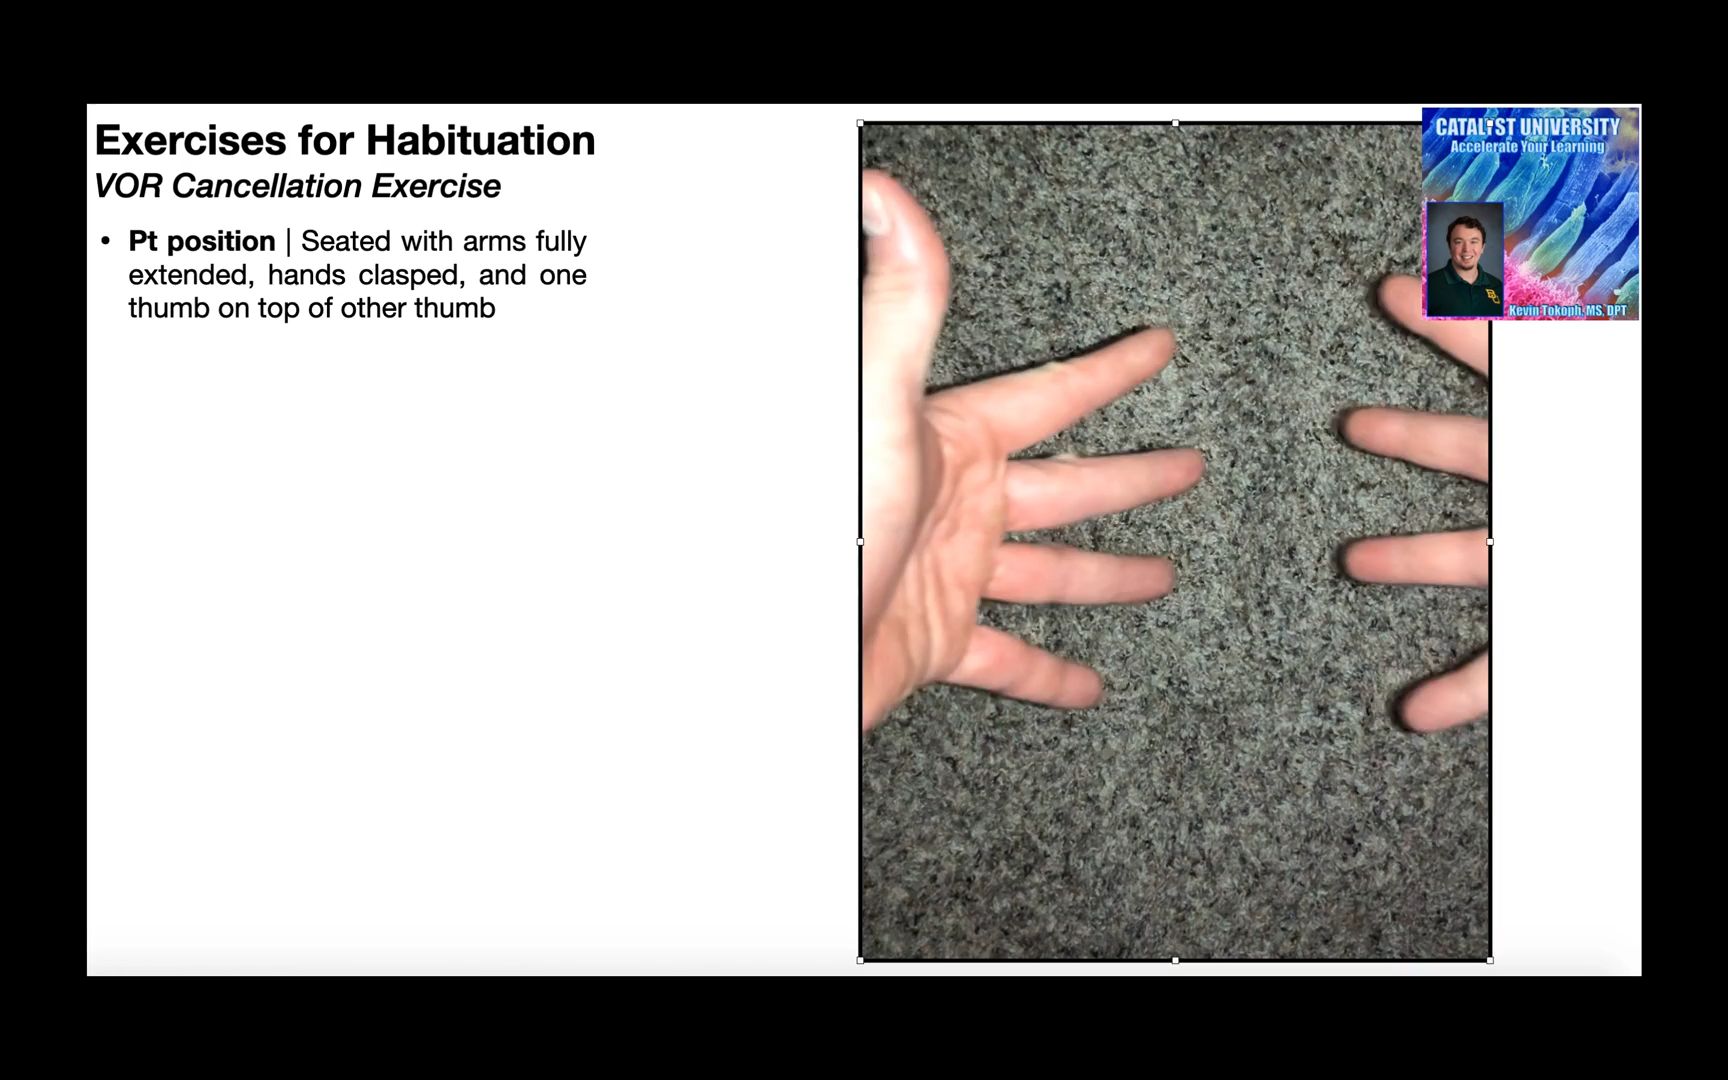 Exercises for Habituation
VOR Cancellation Exercise
• Pt position | Seated with arms fully
extended, hands clasped, and one
thumb on top of other thumb
CATALYST UNIVERSITY
Accelerate Your Learning
Kevin Tokoph, MS, DPT